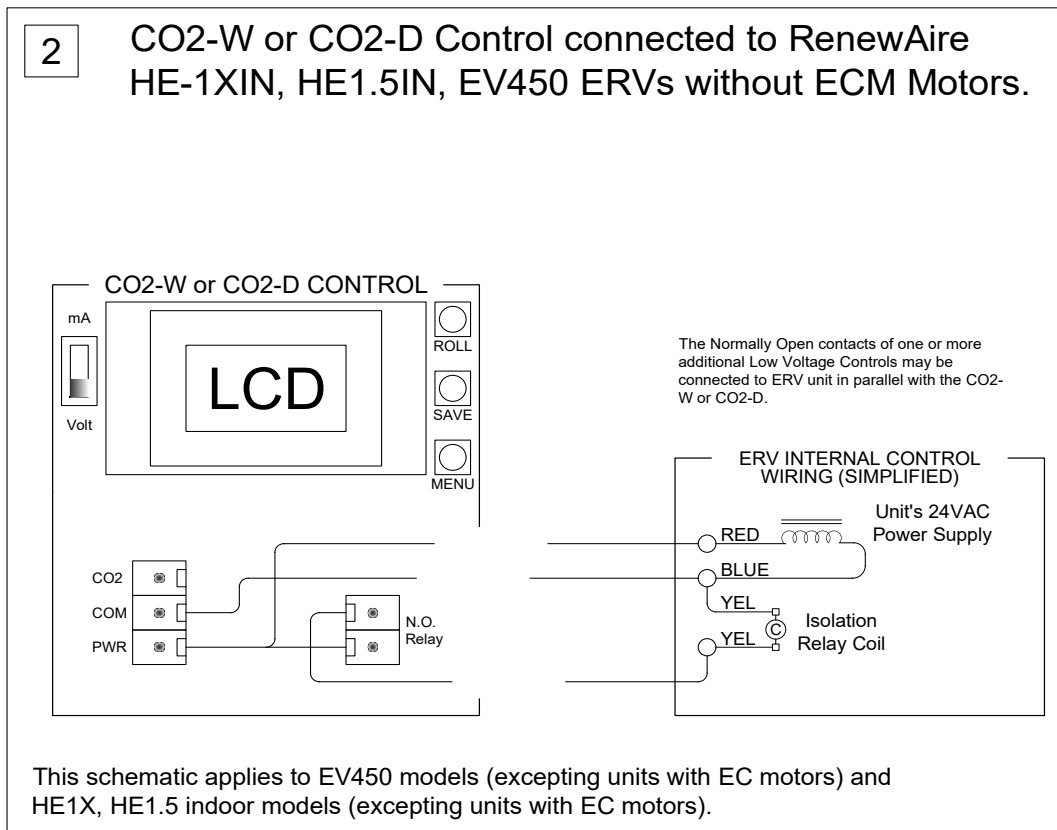 2
CO2-W or CO2-D Control connected to RenewAire
HE-1XIN, HE1.5IN, EV450 ERVs without ECM Motors.
CO2-W or CO2-D CONTROL
mA
Volt
LCD
ROLL
SAVE
MENU
The Normally Open contacts of one or more
additional Low Voltage Controls may be
connected to ERV unit in parallel with the CO2-
W or CO2-D.
ERV INTERNAL CONTROL
WIRING (SIMPLIFIED)
Unit's 24VAC
Power Supply
RED
BLUE
YEL
YEL
C
Isolation
Relay Coil
CO2
COM
PWR
N.O.
Relay
This schematic applies to EV450 models (excepting units with EC motors) and
HE1X, HE1.5 indoor models (excepting units with EC motors).